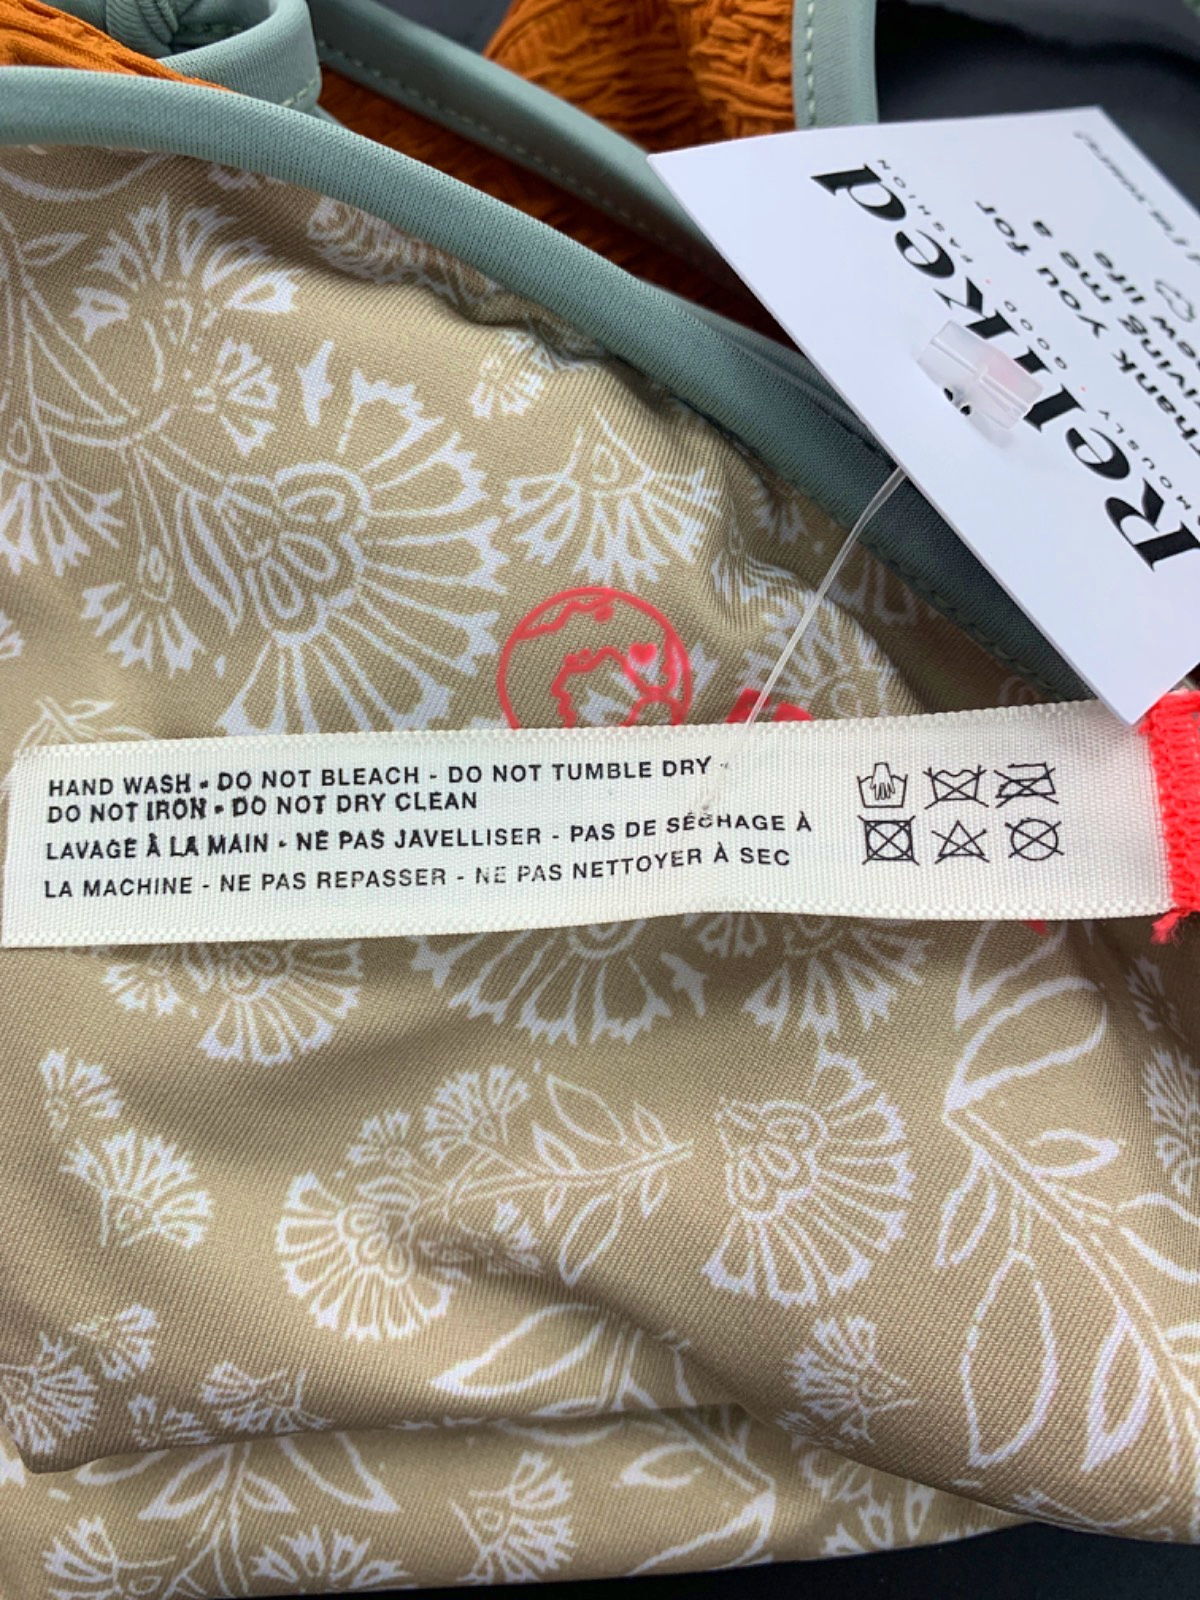 Reliked
FASHION
Thank you for
giving me a
new life
HAND WASH - DO NOT BLEACH - DO NOT TUMBLE DRY -
DO NOT IRON - DO NOT DRY CLEAN
LAVAGE À LA MAIN - NE PAS JAVELLISER - PAS DE SÉCHAGE À
LA MACHINE - NE PAS REPASSER - NE PAS NETTOYER À SEC